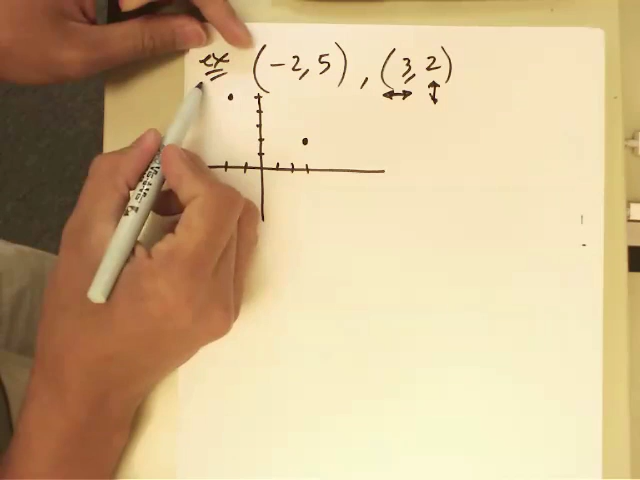 ex (-2, 5), (3, 2)